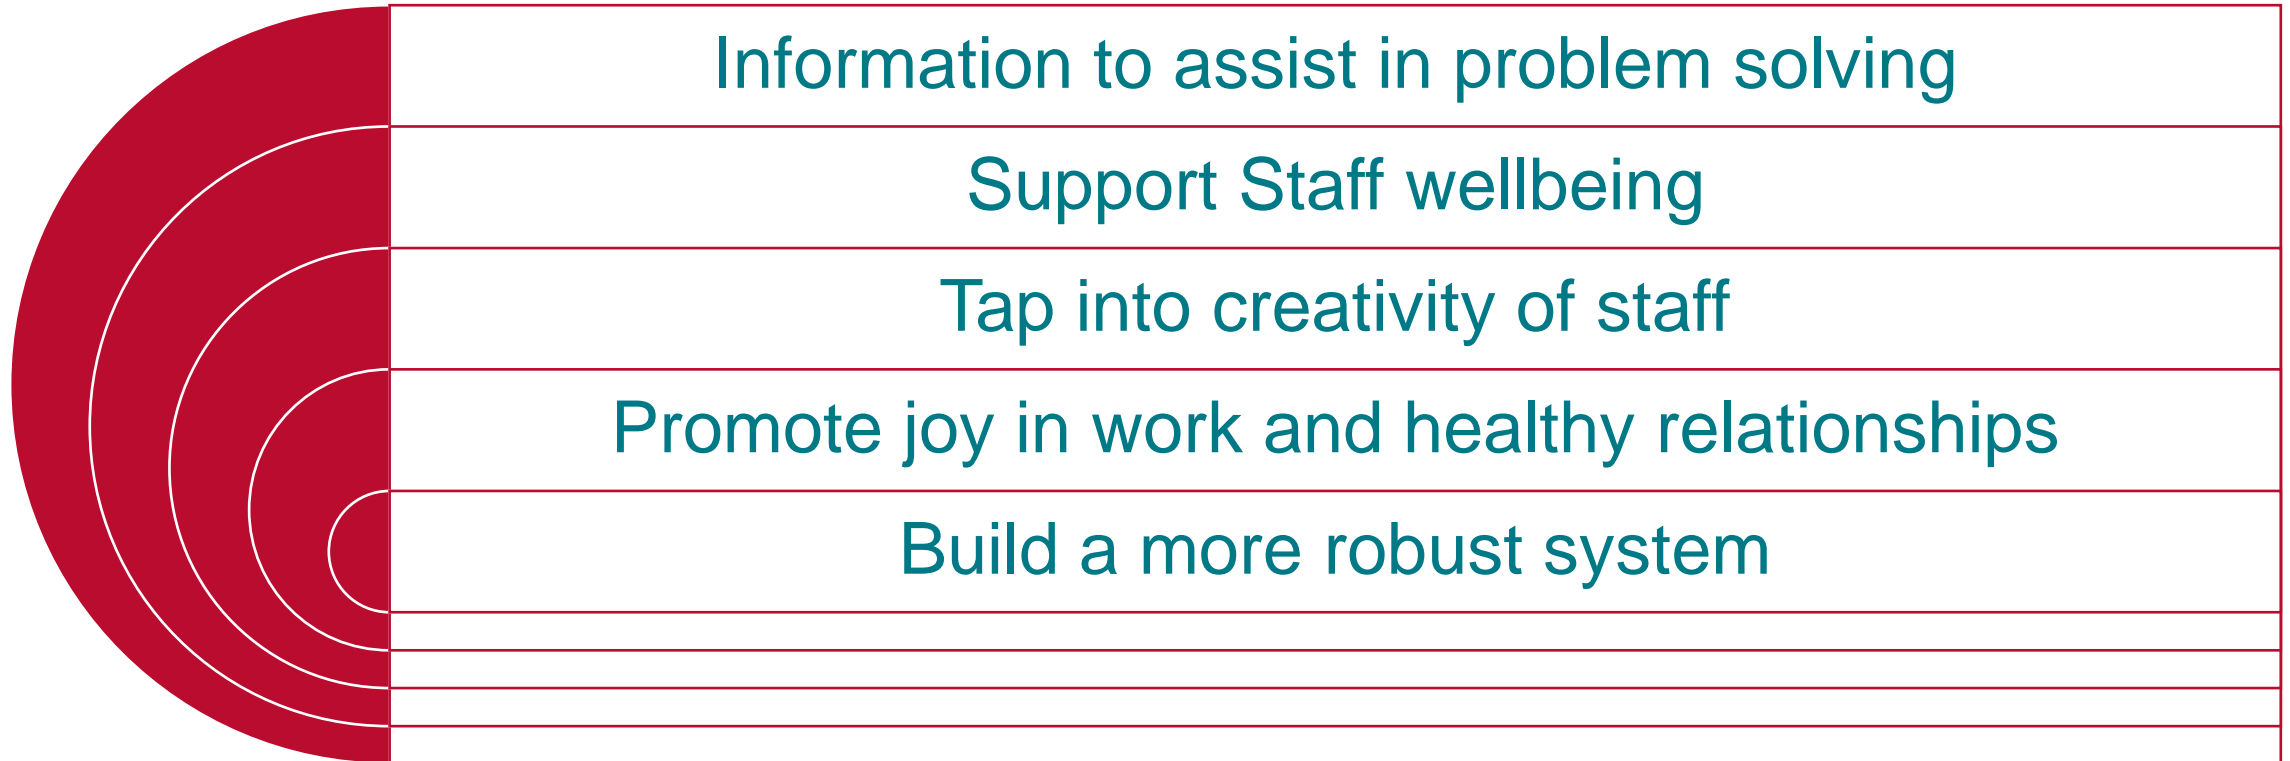 Information to assist in problem solving
Support Staff wellbeing
Tap into creativity of staff
Promote joy in work and healthy relationships
Build a more robust system